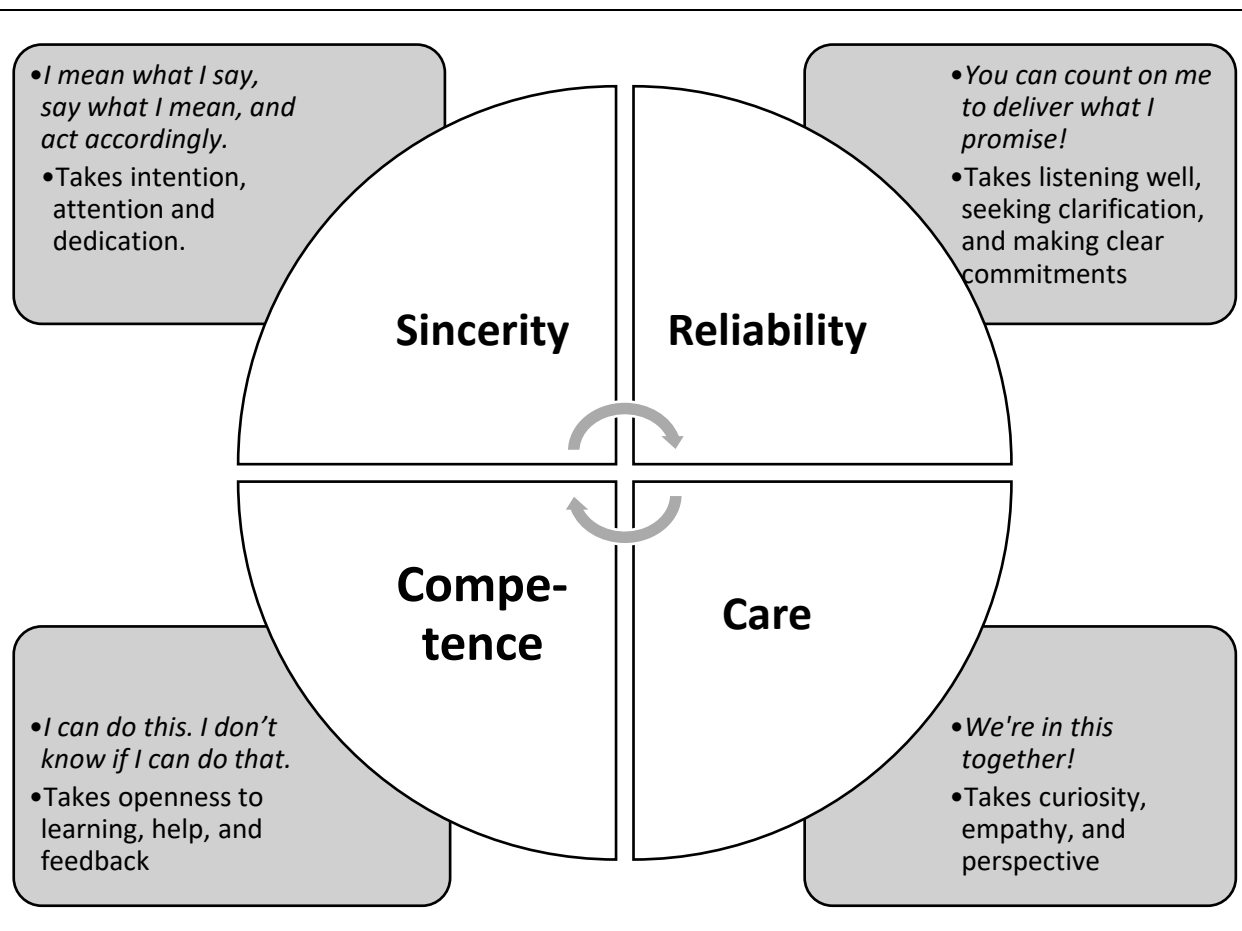 •I mean what I say,
say what I mean, and
act accordingly.
•Takes intention,
attention and
dedication.
•You can count on me
to deliver what I
promise!
•Takes listening well,
seeking clarification,
and making clear
commitments
Sincerity
Reliability
Compe-
tence
Care
•I can do this. I don’t
know if I can do that.
•Takes openness to
learning, help, and
feedback
•We're in this
together!
•Takes curiosity,
empathy, and
perspective